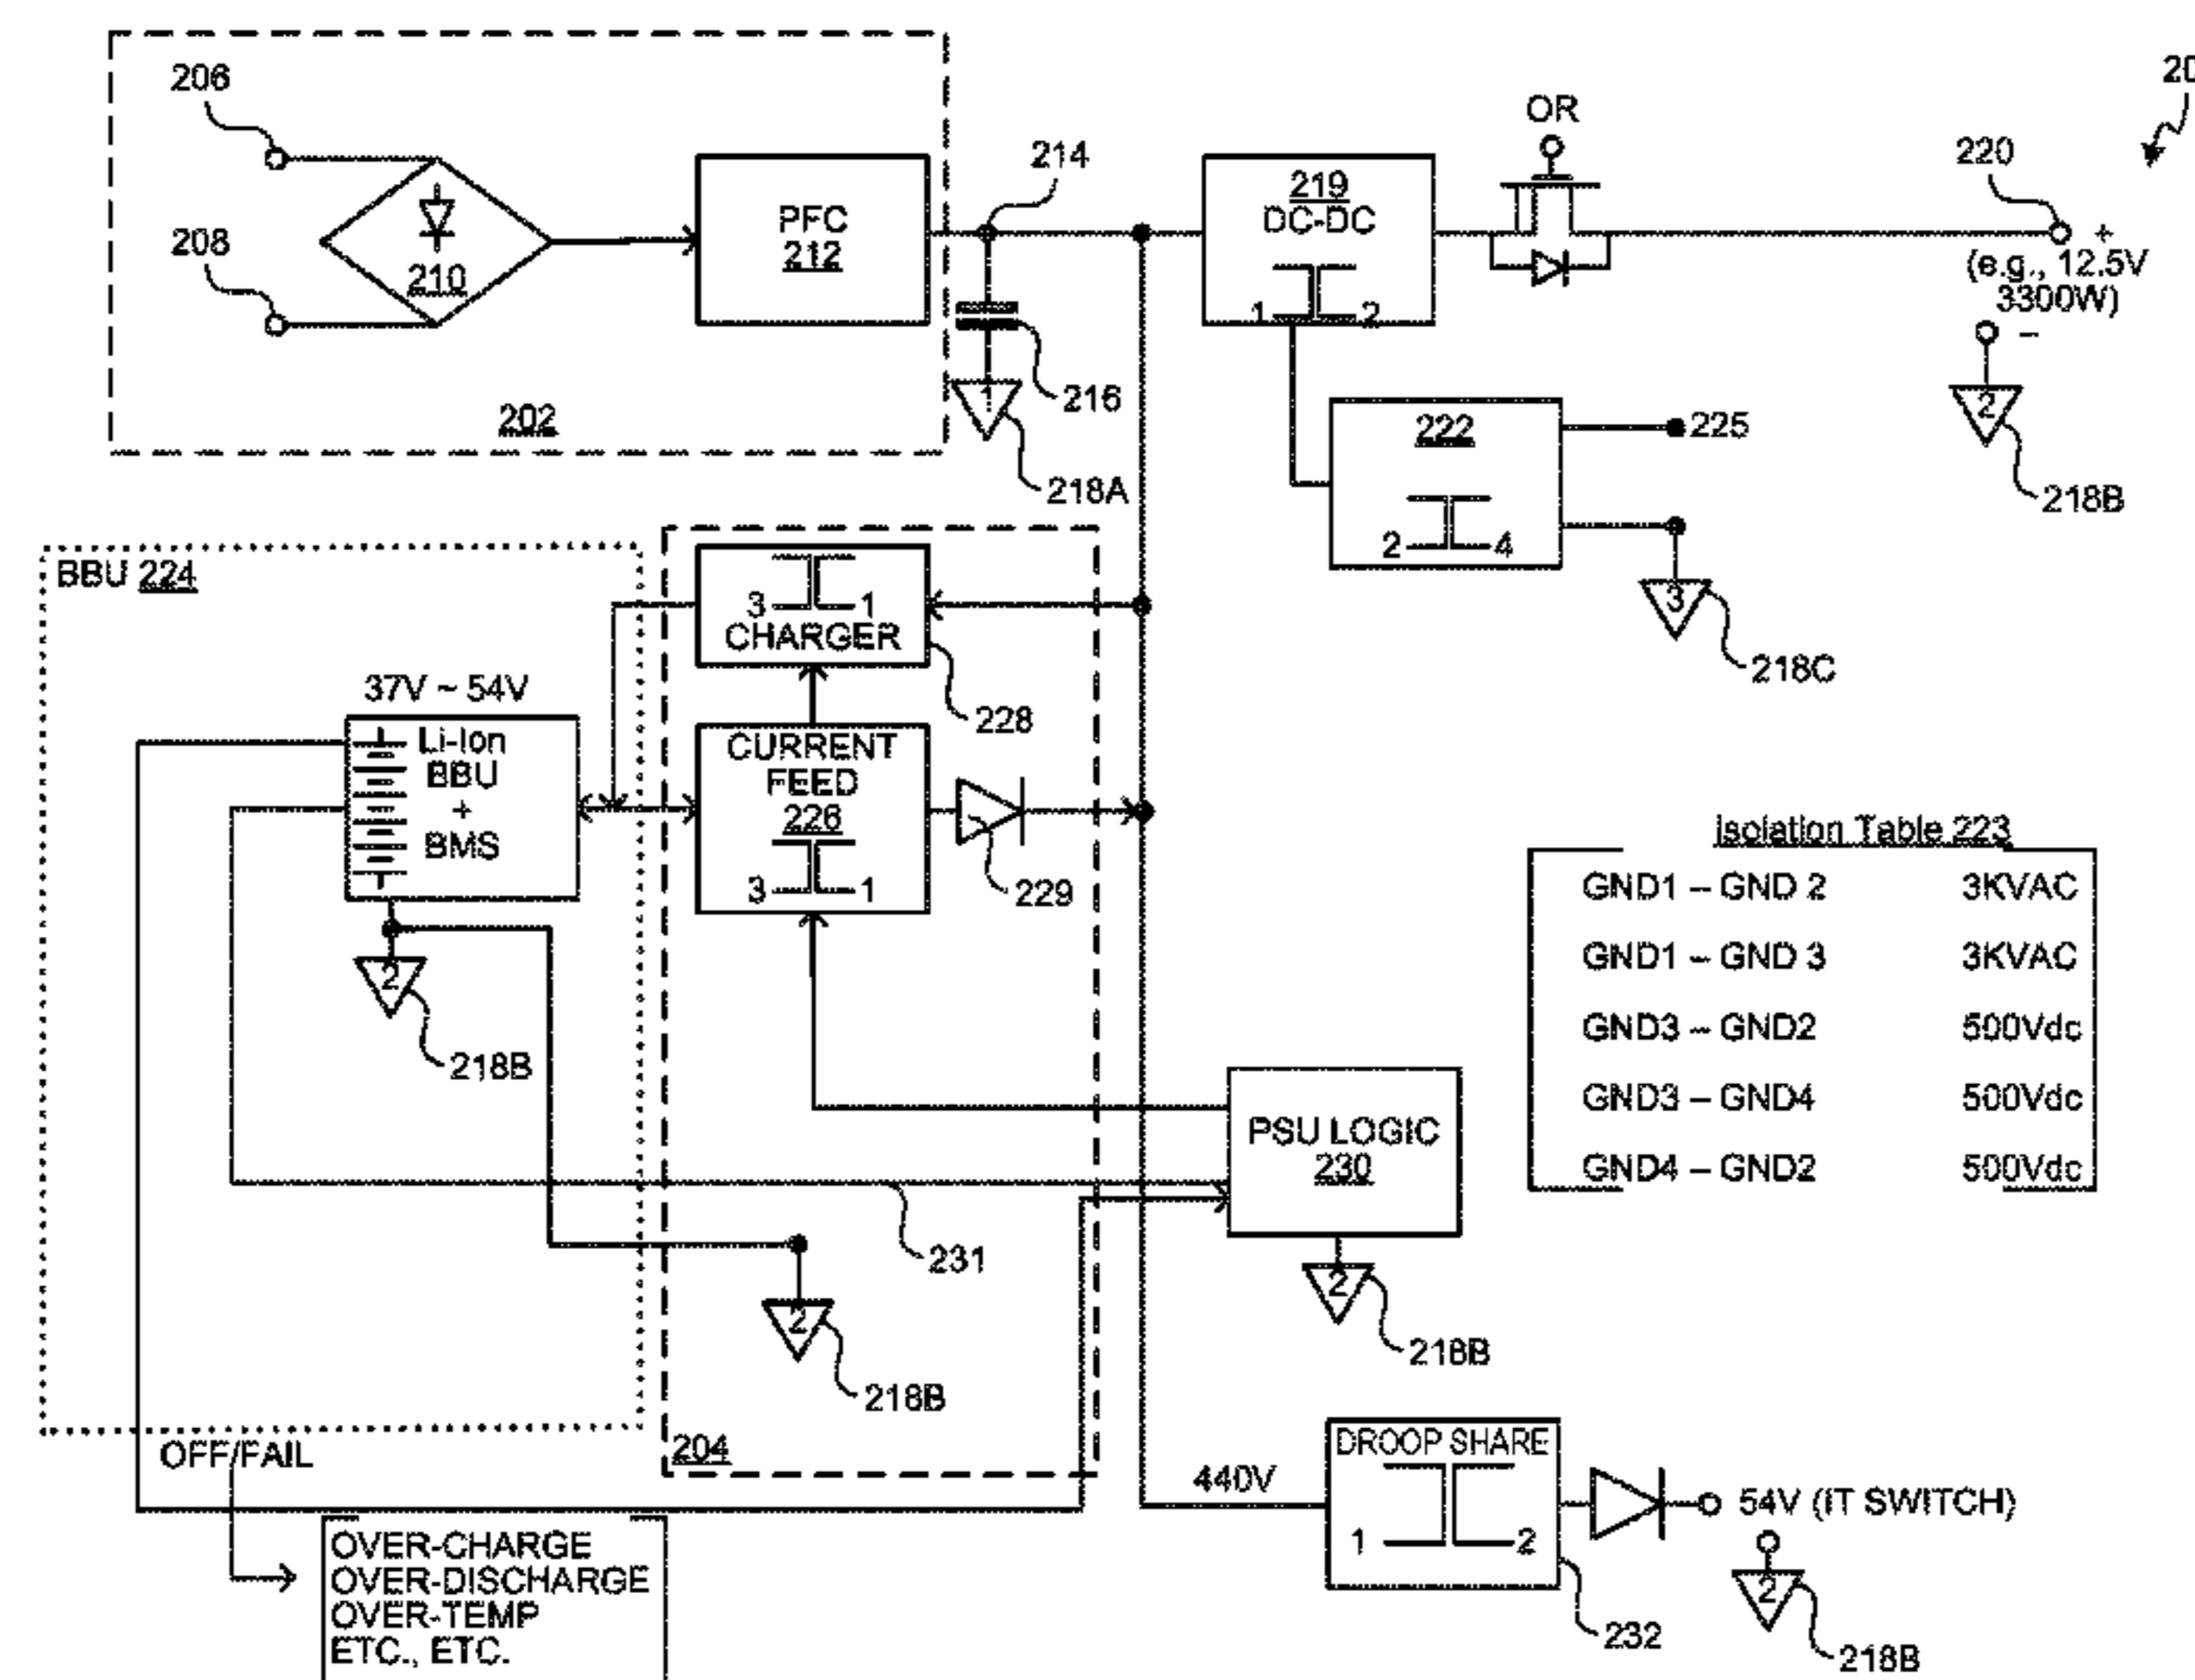 206
208
210
PFC
212
202
214
216
218A
219
DC-DC
1 2
OR
220
+
(e.g., 12.5V
3300W)
–
2
218B
20
1
222
2 4
225
3
218C
BBU 224
37V ~ 54V
Li-Ion
BBU
+
BMS
2
218B
3 1
CHARGER
228
CURRENT
FEED
226
3 1
229
Isolation Table 223
GND1 – GND 2 3KVAC
GND1 – GND 3 3KVAC
GND3 – GND2 500Vdc
GND3 – GND4 500Vdc
GND4 – GND2 500Vdc
PSU LOGIC
230
2
218B
231
2
218B
204
OFF/FAIL
OVER-CHARGE
OVER-DISCHARGE
OVER-TEMP
ETC., ETC.
440V
DROOP SHARE
1 2
232
54V (IT SWITCH)
2
218B